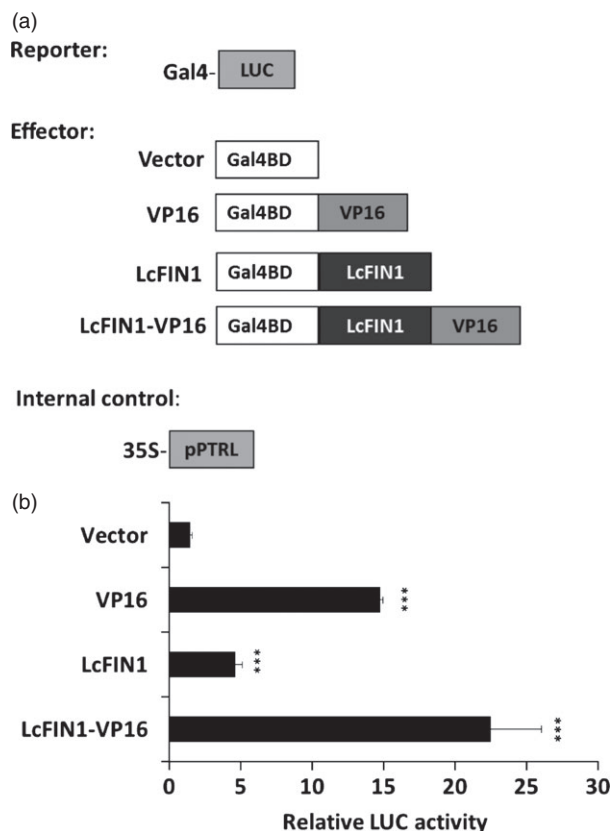 (a)
Reporter:
Gal4- LUC
Effector:
Vector Gal4BD
VP16 Gal4BD VP16
LcFIN1 Gal4BD LcFIN1
LcFIN1-VP16 Gal4BD LcFIN1 VP16
Internal control:
35S- pPTRL
(b)
Vector
VP16 ***
LcFIN1 ***
LcFIN1-VP16 ***
0 5 10 15 20 25 30
Relative LUC activity